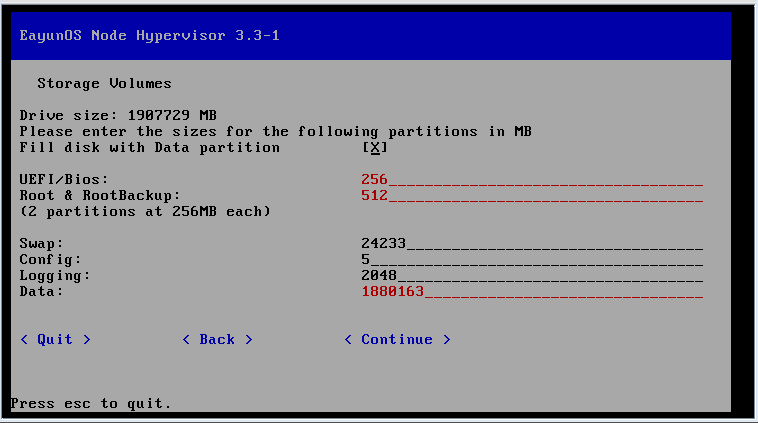 EayunOS Node Hypervisor 3.3-1
Storage Volumes
Drive size: 1907729 MB
Please enter the sizes for the following partitions in MB
Fill disk with Data partition [X]
UEFI/Bios: 256
Root & RootBackup: 512
(2 partitions at 256MB each)
Swap: 24233
Config: 5
Logging: 2048
Data: 1880163
< Quit > < Back > < Continue >
Press esc to quit.